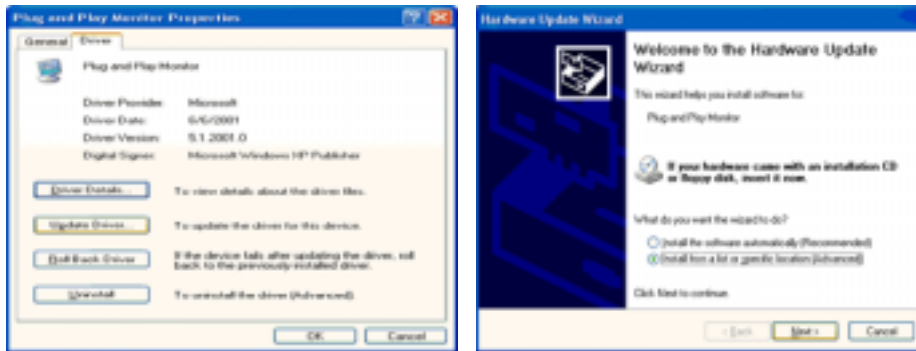 Plug and Play Monitor Properties
General Driver
Plug and Play Monitor
Driver Provider: Microsoft
Driver Date: 6/6/2001
Driver Version: 5.1.2001.0
Digital Signer: Microsoft Windows XP Publisher
Driver Details... To view details about the driver files.
Update Driver... To update the driver for this device.
Roll Back Driver If the device fails after updating the driver, roll
back to the previously installed driver.
Uninstall To uninstall the driver (Advanced).
OK Cancel
Hardware Update Wizard
Welcome to the Hardware Update
Wizard
This wizard helps you install software for:
Plug and Play Monitor
If your hardware came with an installation CD
or floppy disk, insert it now.
What do you want the wizard to do?
Install the software automatically (Recommended)
Install from a list or specific location (Advanced)
Click Next to continue.
< Back Next > Cancel